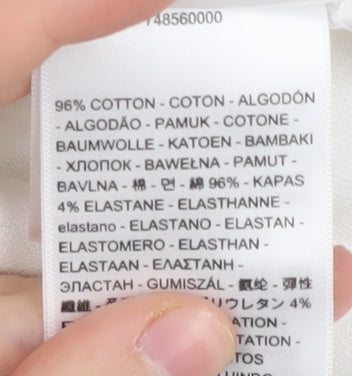 748560000
96% COTTON - COTON - ALGODÓN
- ALGODÃO - PAMUK - COTONE -
BAUMWOLLE - KATOEN - BAMBAKI
- ХЛОПОК - BAWEŁNA - PAMUT -
BAVLNA - 棉 - 면 - 綿 96% - KAPAS
4% ELASTANE - ELASTHANNE -
elastano - ELASTANO - ELASTAN -
ELASTOMERO - ELASTHAN -
ELASTAAN - ΕΛΑΣΤΑΝΗ -
ЭЛАСТАН - GUMISZÁL - 氨纶 - 弾性
纖維 - ウレタン 4%
ATION -
TATION -
TOS